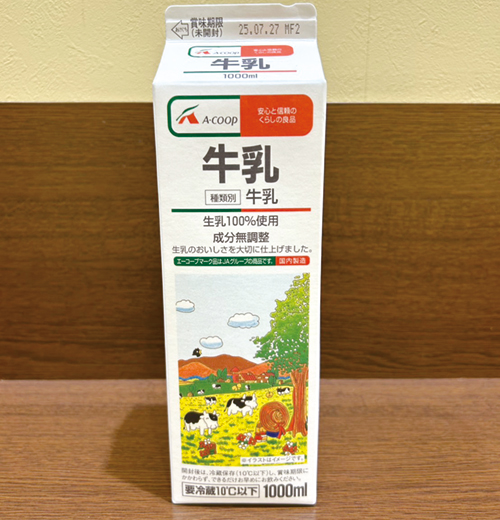 賞味期限
(未開封)
25.07.27 MF2
牛乳
1000ml
A-COOP
安心と信頼の
くらしの良品
牛乳
種類別 牛乳
生乳100%使用
成分無調整
生乳のおいしさを大切に仕上げました。
エーコープマーク品はJAグループの商品です。 国内製造
※イラストはイメージです。
開封後は、冷蔵保存(10℃以下)し、賞味期限に
かかわらず、できるだけお早めにお飲みください。
要冷蔵10℃以下 1000ml